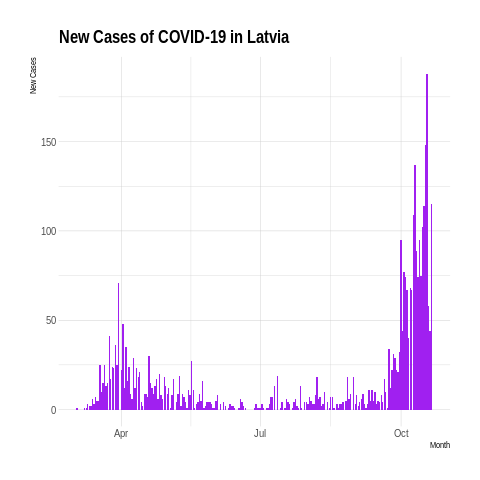 New Cases of COVID-19 in Latvia
New Cases
150
100
50
0
Apr
Jul
Oct
Month